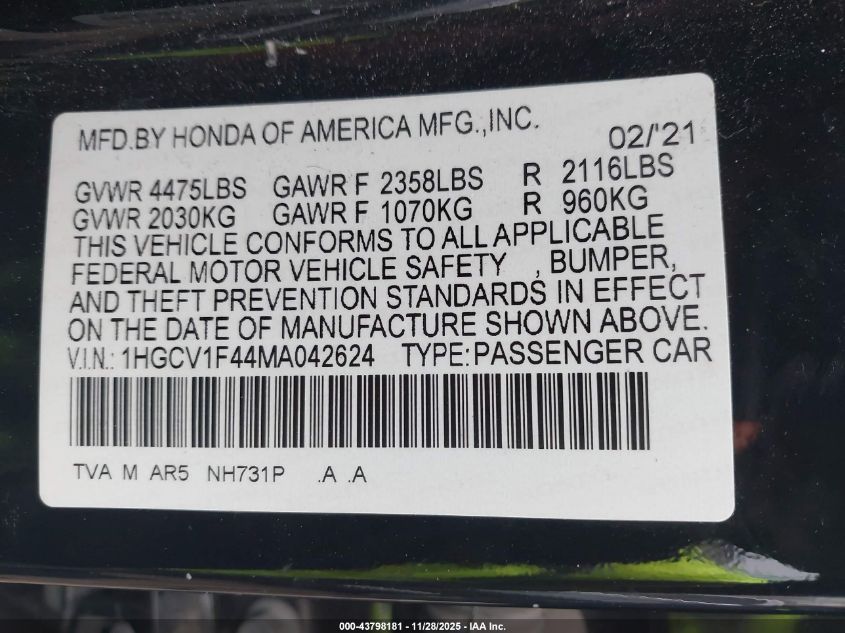 MFD.BY HONDA OF AMERICA MFG.,INC. 02/'21
GVWR 4475LBS GAWR F 2358LBS R 2116LBS
GVWR 2030KG GAWR F 1070KG R 960KG
THIS VEHICLE CONFORMS TO ALL APPLICABLE
FEDERAL MOTOR VEHICLE SAFETY , BUMPER,
AND THEFT PREVENTION STANDARDS IN EFFECT
ON THE DATE OF MANUFACTURE SHOWN ABOVE.
V.I.N.: 1HGCV1F44MA042624 TYPE:PASSENGER CAR
TVA M AR5 NH731P .A .A
000-43798181 - 11/28/2025 - IAA Inc.